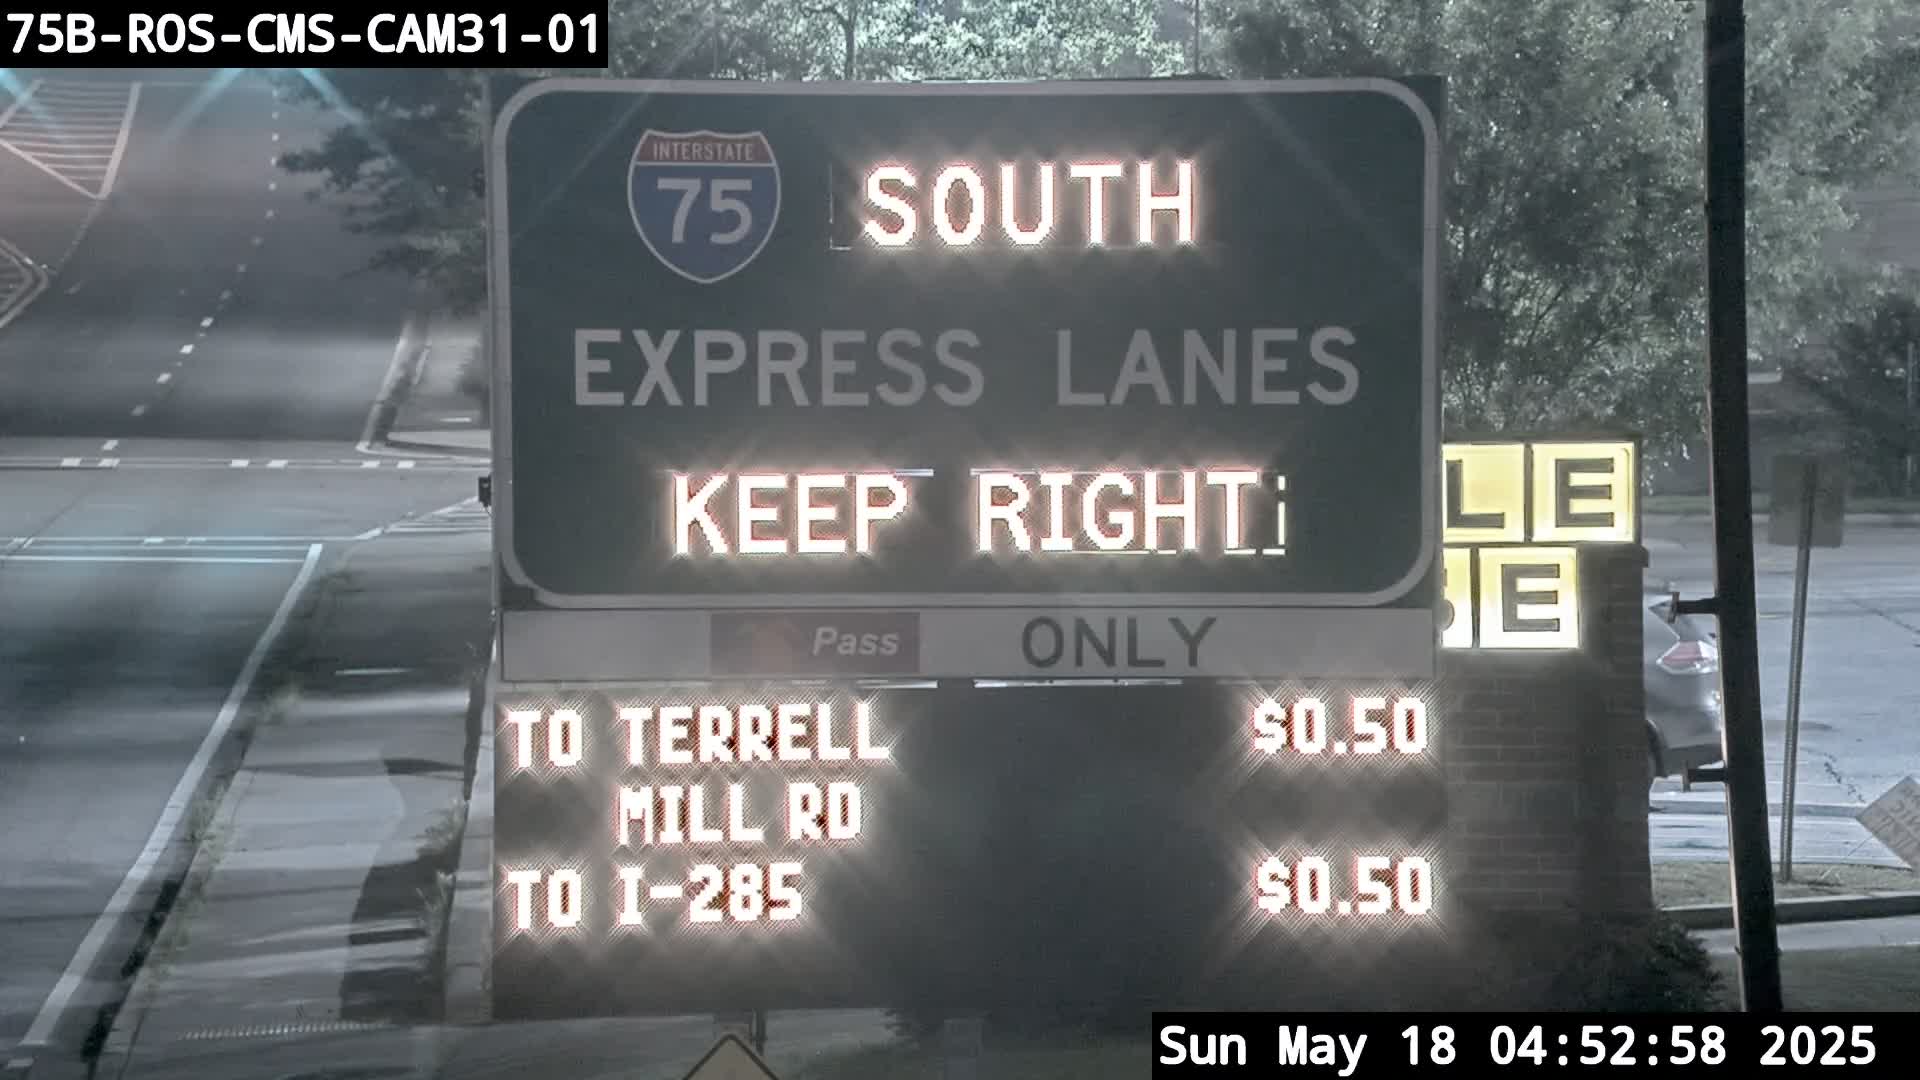 75B-ROS-CMS-CAM31-01
INTERSTATE
75
SOUTH
EXPRESS LANES
KEEP RIGHT
Pass ONLY
TO TERRELL $0.50
MILL RD
TO I-285 $0.50
LE
E
Sun May 18 04:52:58 2025